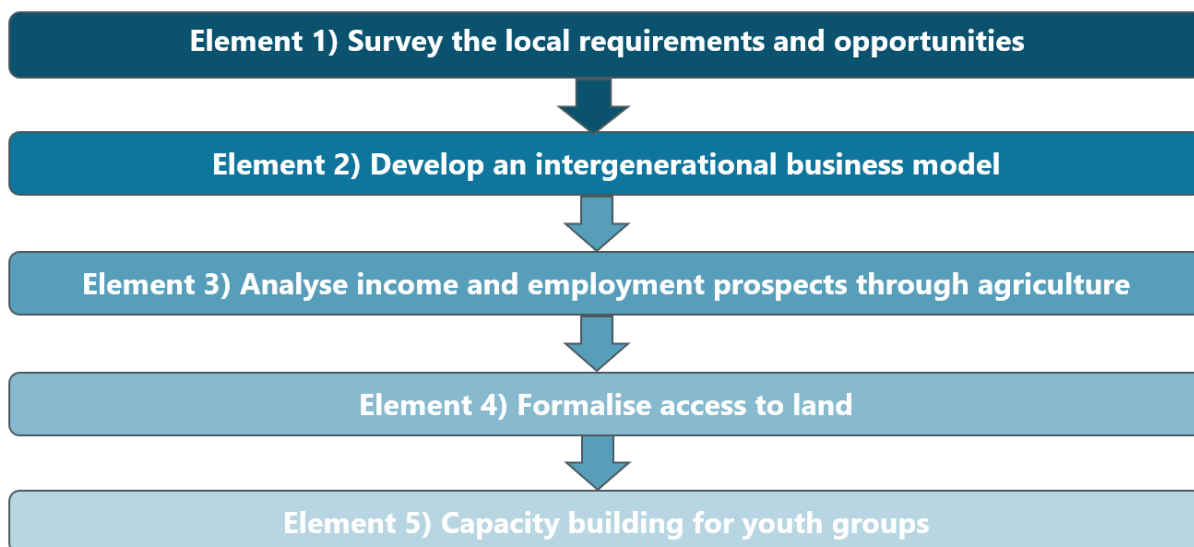 Element 1) Survey the local requirements and opportunities
Element 2) Develop an intergenerational business model
Element 3) Analyse income and employment prospects through agriculture
Element 4) Formalise access to land
Element 5) Capacity building for youth groups